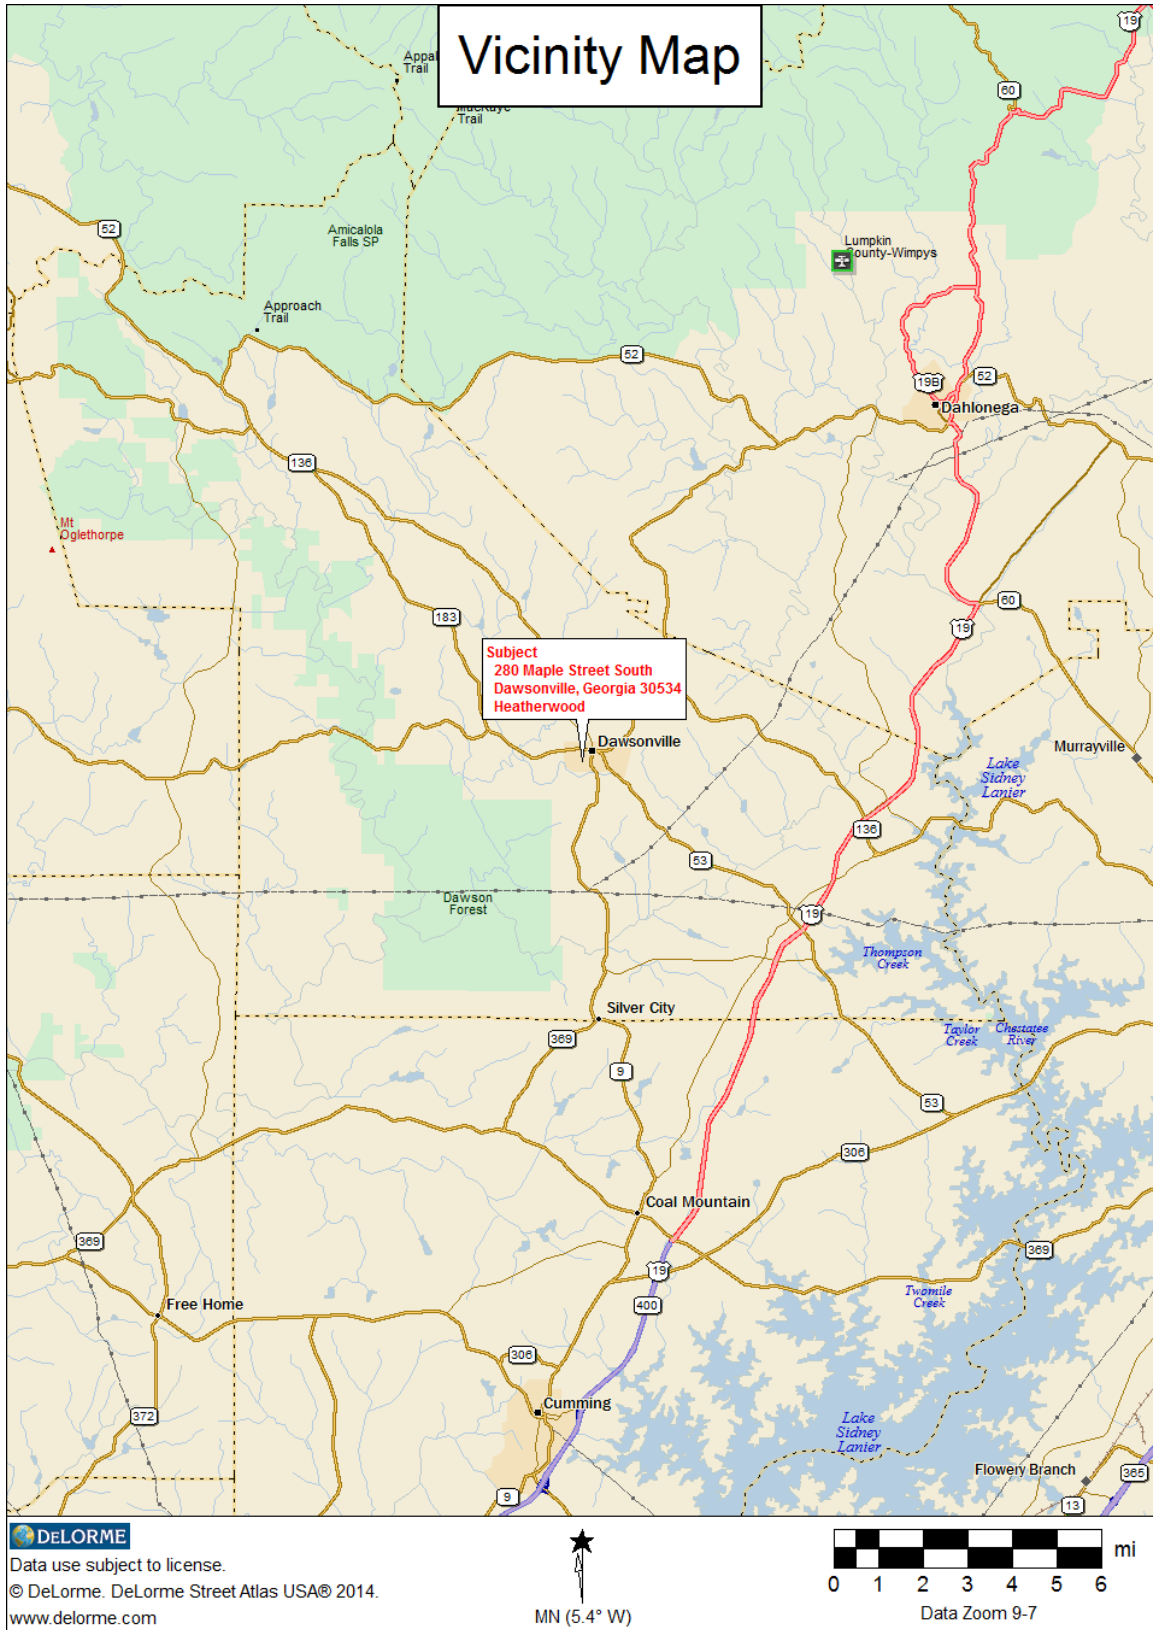 Vicinity Map
19
Appal
Trail
MacKaye
Trail
60
52
Amicalola
Falls SP
Lumpkin
County-Wimpys
Approach
Trail
52
19B
52
Dahlonega
136
Mt
Oglethorpe
183
60
19
Subject
280 Maple Street South
Dawsonville, Georgia 30534
Heatherwood
Dawsonville
Murrayville
Lake
Sidney
Lanier
136
53
Dawson
Forest
19
Thompson
Creek
Silver City
Taylor
Creek
Chestatee
River
369
9
53
306
Coal Mountain
369
369
19
Twomile
Creek
400
Free Home
306
Cumming
372
Lake
Sidney
Lanier
Flowery Branch
365
9
13
DELORME
Data use subject to license.
© DeLorme. DeLorme Street Atlas USA® 2014.
www.delorme.com
MN (5.4° W)
mi
0 1 2 3 4 5 6
Data Zoom 9-7